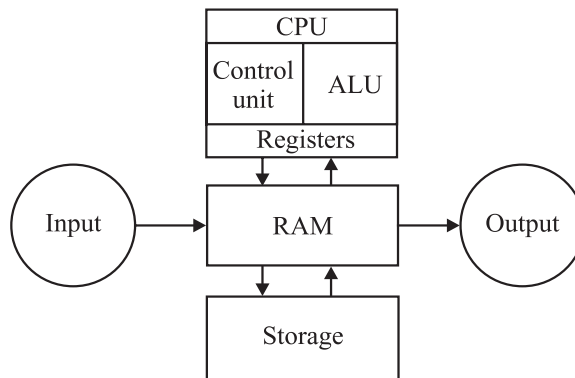 CPU
Control
unit
ALU
Registers
Input
RAM
Output
Storage